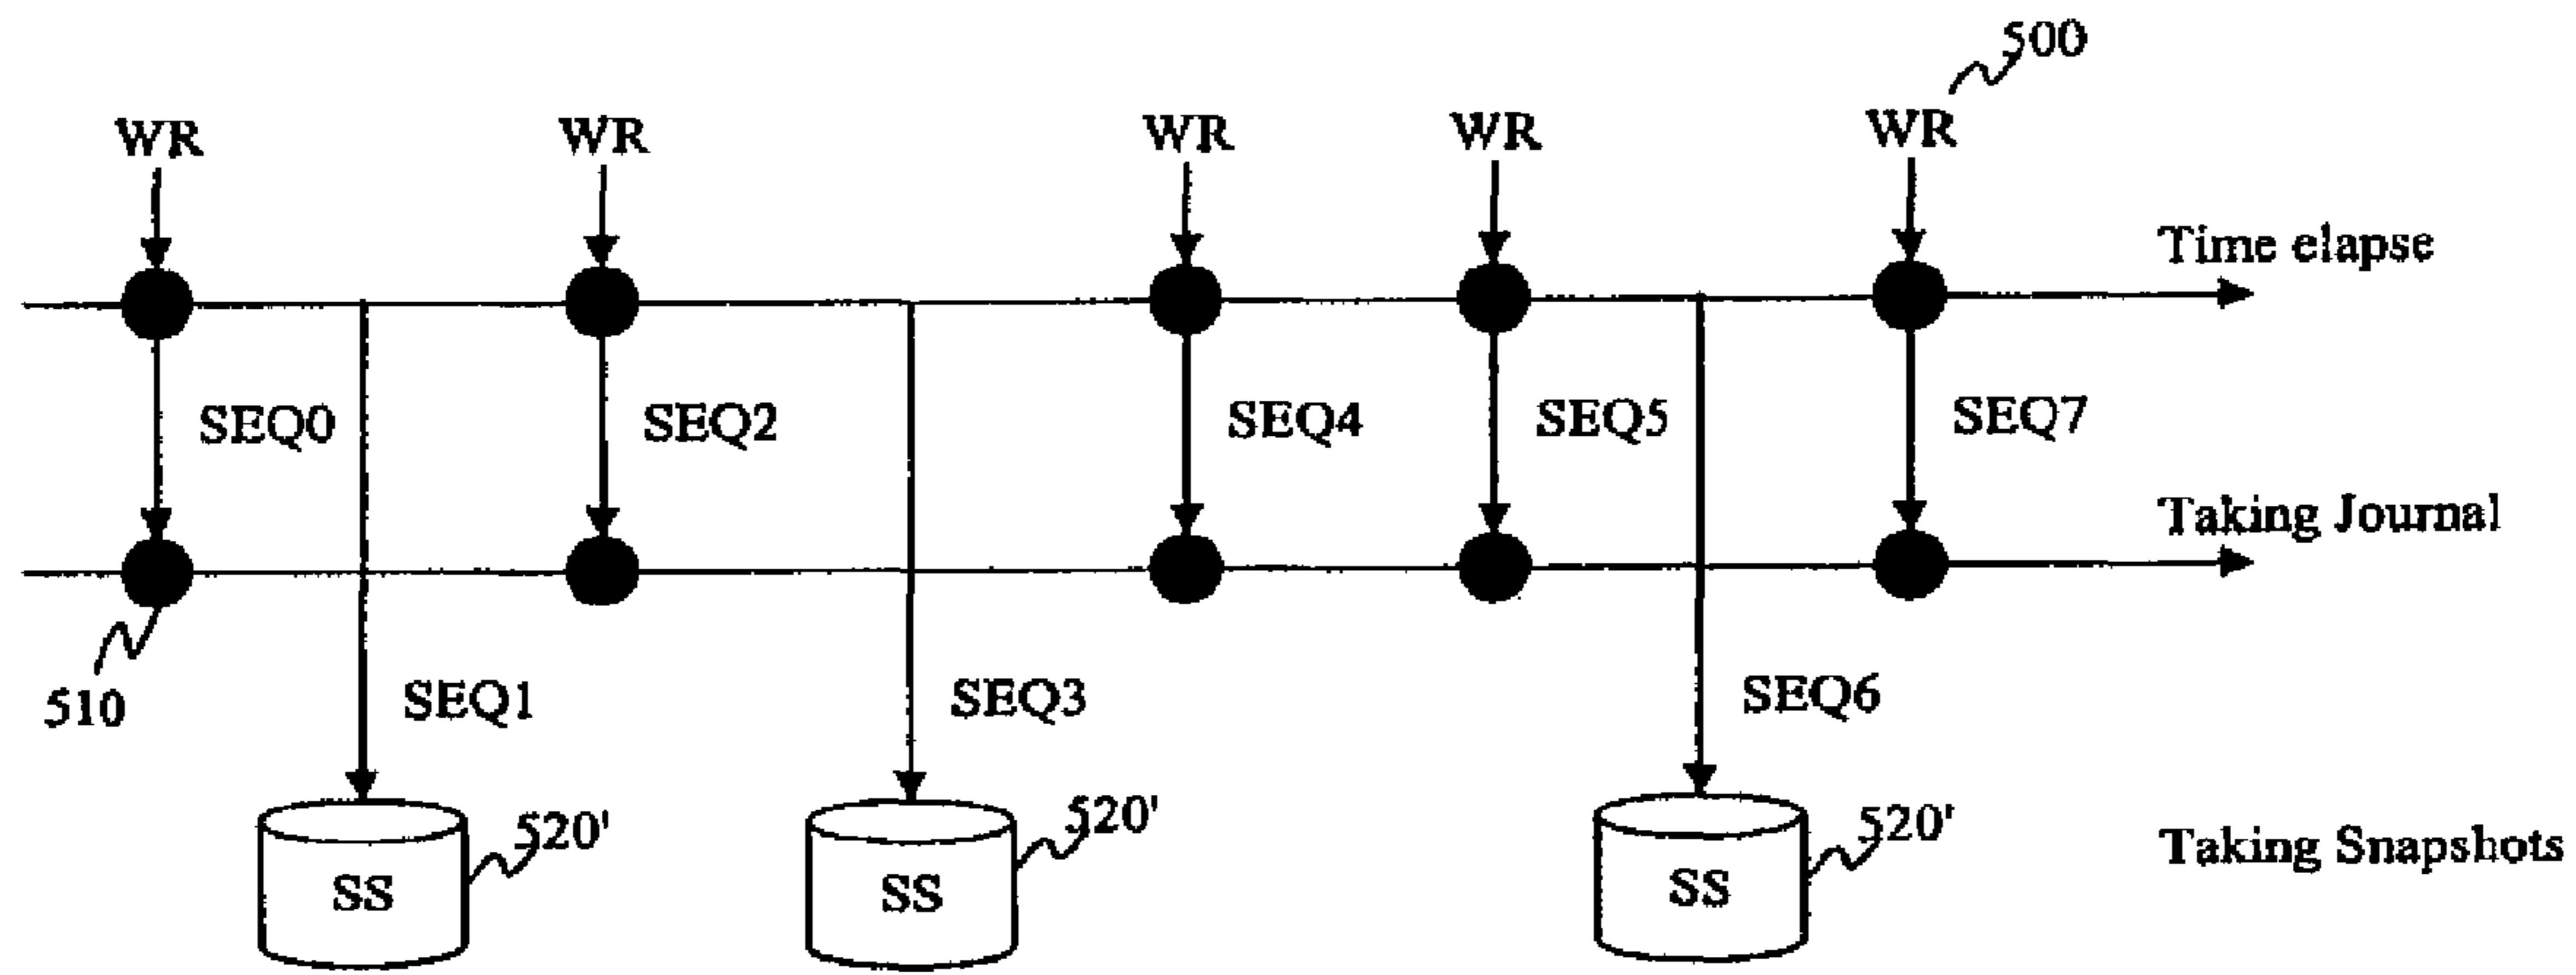 500
WR WR WR WR WR
Time elapse
SEQ0 SEQ2 SEQ4 SEQ5 SEQ7
Taking Journal
510 SEQ1 SEQ3 SEQ6
520' 520' 520'
Taking Snapshots
SS SS SS